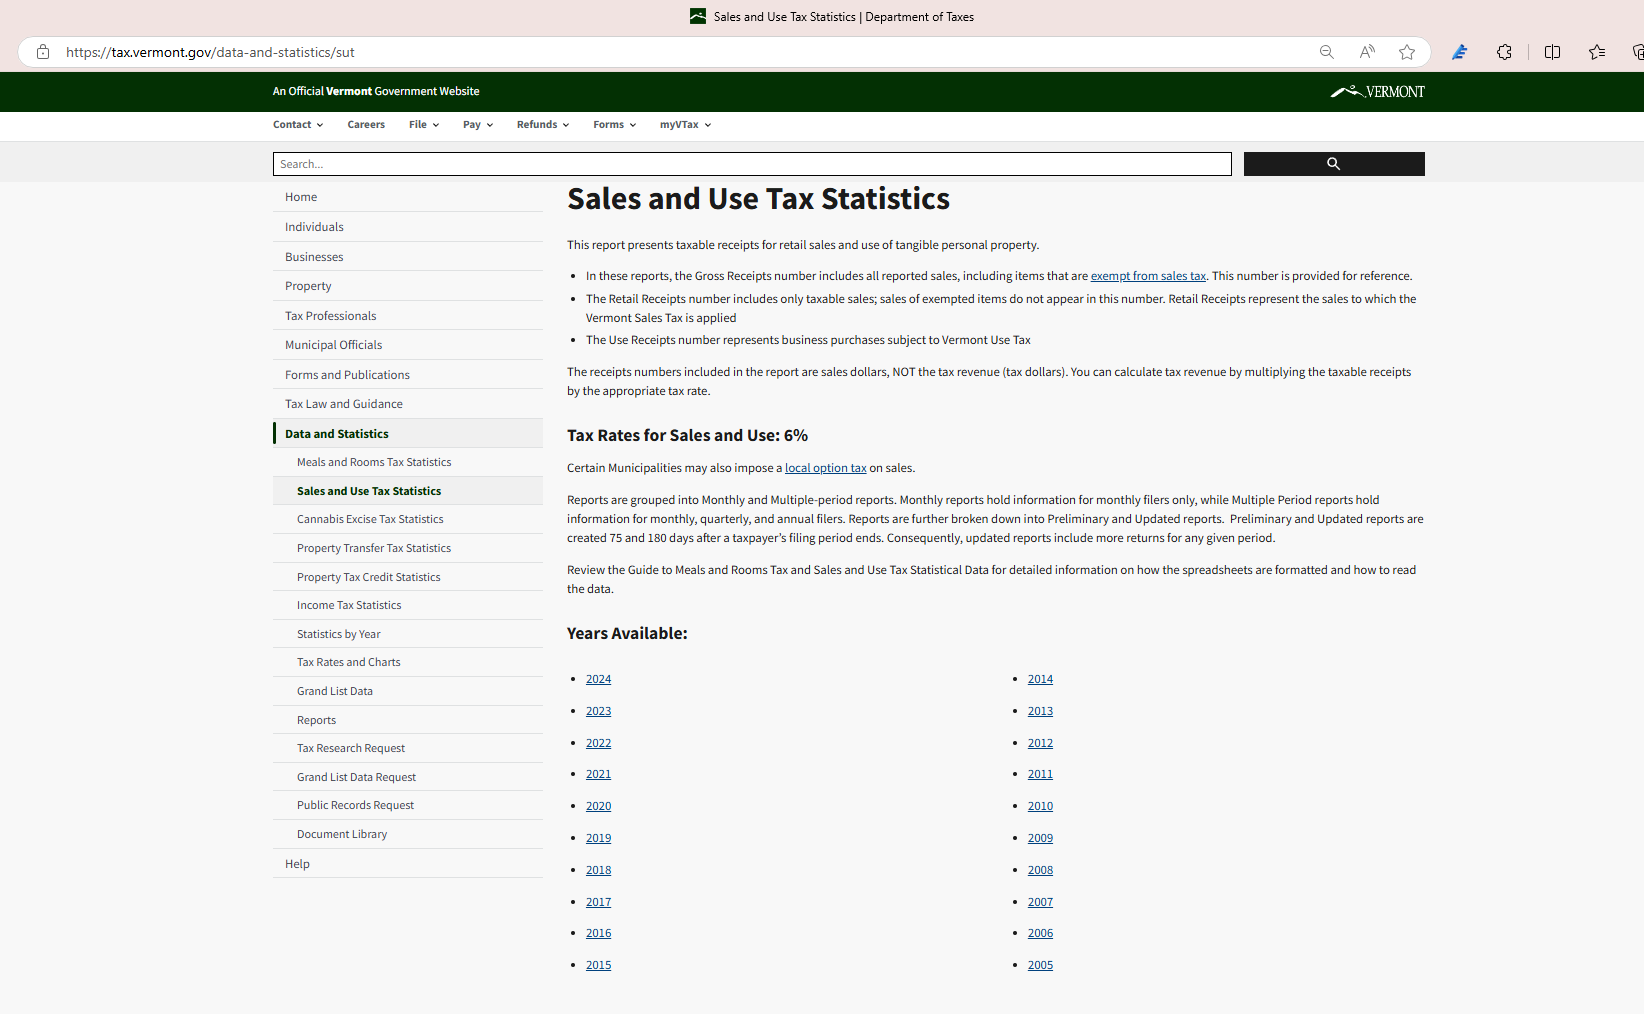 Sales and Use Tax Statistics | Department of Taxes
https://tax.vermont.gov/data-and-statistics/sut
An Official Vermont Government Website
VERMONT
Contact
Careers
File
Pay
Refunds
Forms
myVTax
Search...
Home
Individuals
Businesses
Property
Tax Professionals
Municipal Officials
Forms and Publications
Tax Law and Guidance
Data and Statistics
Meals and Rooms Tax Statistics
Sales and Use Tax Statistics
Cannabis Excise Tax Statistics
Property Transfer Tax Statistics
Property Tax Credit Statistics
Income Tax Statistics
Statistics by Year
Tax Rates and Charts
Grand List Data
Reports
Tax Research Request
Grand List Data Request
Public Records Request
Document Library
Help
Sales and Use Tax Statistics
This report presents taxable receipts for retail sales and use of tangible personal property.
• In these reports, the Gross Receipts number includes all reported sales, including items that are exempt from sales tax. This number is provided for reference.
• The Retail Receipts number includes only taxable sales; sales of exempted items do not appear in this number. Retail Receipts represent the sales to which the
Vermont Sales Tax is applied
• The Use Receipts number represents business purchases subject to Vermont Use Tax
The receipts numbers included in the report are sales dollars, NOT the tax revenue (tax dollars). You can calculate tax revenue by multiplying the taxable receipts
by the appropriate tax rate.
Tax Rates for Sales and Use: 6%
Certain Municipalities may also impose a local option tax on sales.
Reports are grouped into Monthly and Multiple-period reports. Monthly reports hold information for monthly filers only, while Multiple Period reports hold
information for monthly, quarterly, and annual filers. Reports are further broken down into Preliminary and Updated reports. Preliminary and Updated reports are
created 75 and 180 days after a taxpayer's filing period ends. Consequently, updated reports include more returns for any given period.
Review the Guide to Meals and Rooms Tax and Sales and Use Tax Statistical Data for detailed information on how the spreadsheets are formatted and how to read
the data.
Years Available:
• 2024
• 2023
• 2022
• 2021
• 2020
• 2019
• 2018
• 2017
• 2016
• 2015
• 2014
• 2013
• 2012
• 2011
• 2010
• 2009
• 2008
• 2007
• 2006
• 2005